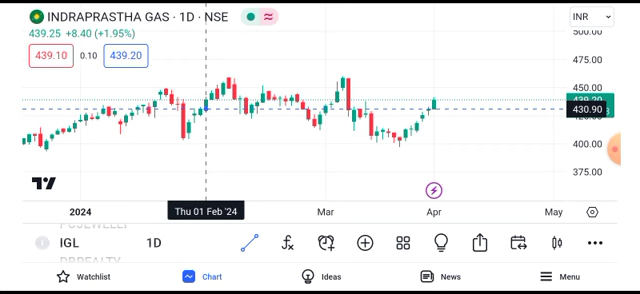 INDRAPRASTHA GAS · 1D · NSE
INR
439.25 +8.40 (+1.95%)
439.10 0.10 439.20
500.00
475.00
450.00
430.90
400.00
375.00
2024 Thu 01 Feb '24 Mar Apr May
IGL 1D
Watchlist Chart Ideas News Menu